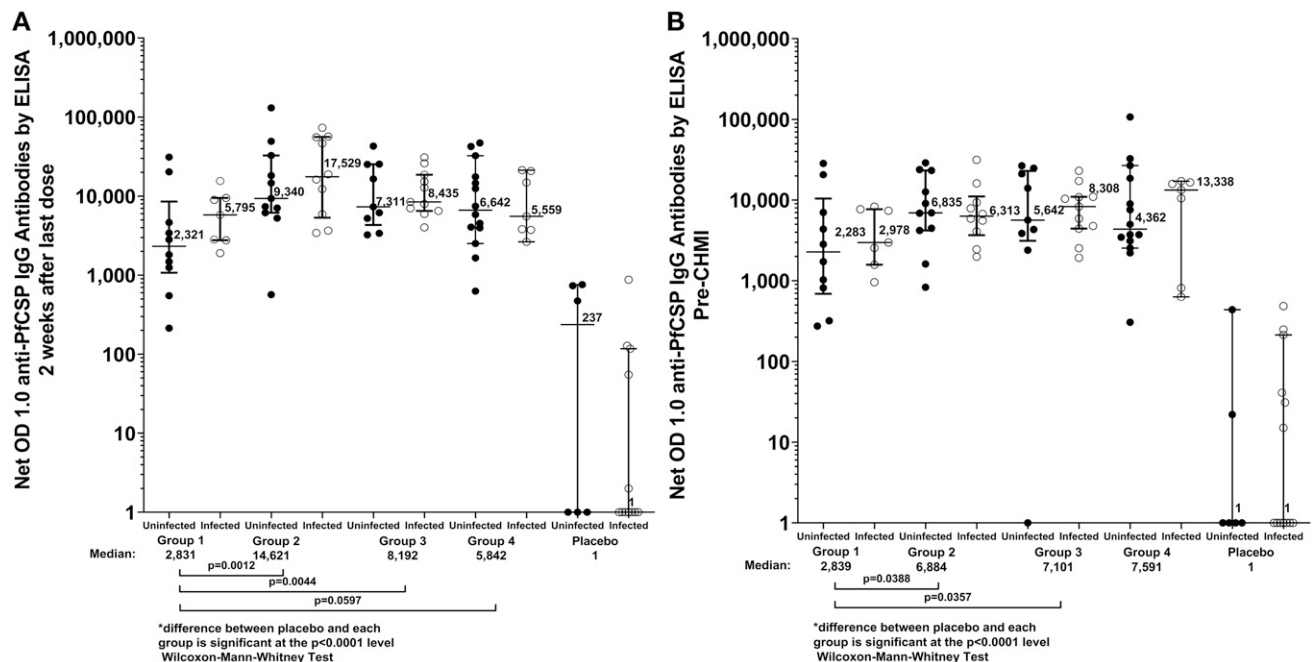 A
Net OD 1.0 anti-PfCSP IgG Antibodies by ELISA
2 weeks after last dose
1,000,000
100,000
10,000
1,000
100
10
1
2,321
5,795
9,340
17,529
7,311
8,435
6,642
5,559
237
1
Uninfected Infected Uninfected Infected Uninfected Infected Uninfected Infected Uninfected Infected
Group 1 Group 2 Group 3 Group 4 Placebo
Median: 2,831 14,621 8,192 5,842 1
p=0.0012
p=0.0044
p=0.0597
*difference between placebo and each
group is significant at the p<0.0001 level
Wilcoxon-Mann-Whitney Test
B
Net OD 1.0 anti-PfCSP IgG Antibodies by ELISA
Pre-CHMI
1,000,000
100,000
10,000
1,000
100
10
1
2,283
2,978
6,835
6,313
5,642
8,308
4,362
13,338
1
1
Uninfected Infected Uninfected Infected Uninfected Infected Uninfected Infected Uninfected Infected
Group 1 Group 2 Group 3 Group 4 Placebo
Median: 2,839 6,884 7,101 7,591 1
p=0.0388
p=0.0357
*difference between placebo and each
group is significant at the p<0.0001 level
Wilcoxon-Mann-Whitney Test